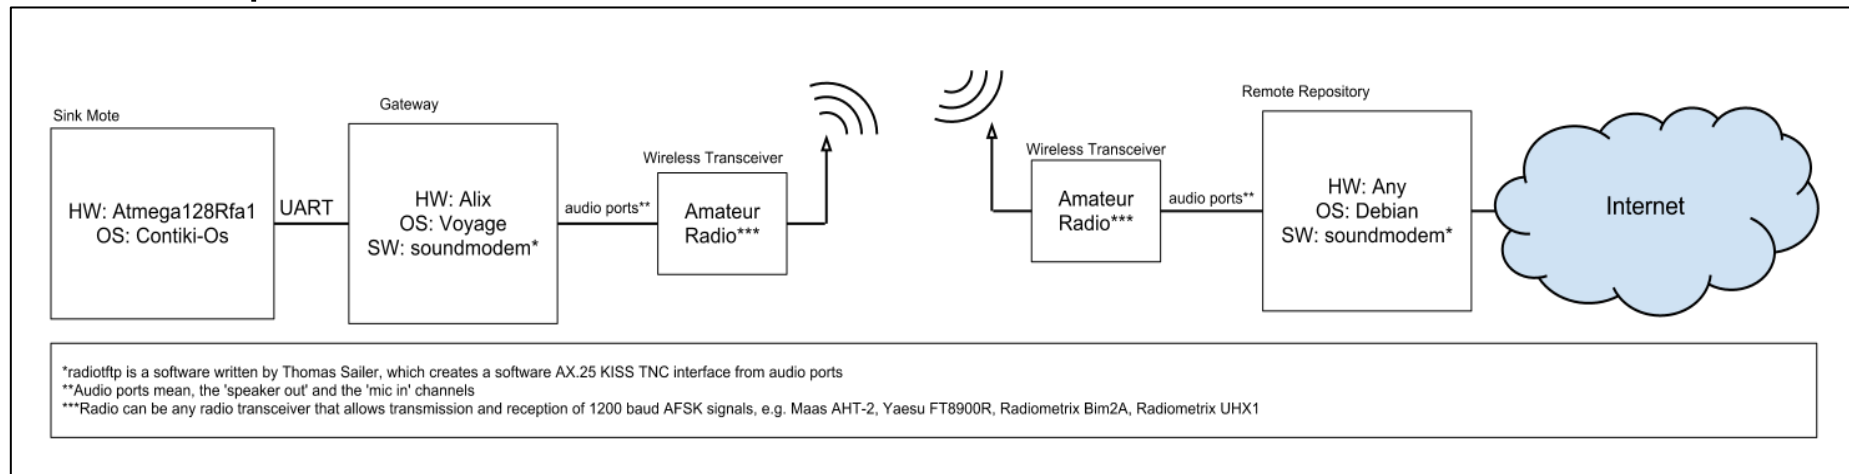 Sink Mote
HW: Atmega128Rfa1
OS: Contiki-Os
UART
Gateway
HW: Alix
OS: Voyage
SW: soundmodem*
audio ports**
Wireless Transceiver
Amateur
Radio***
Wireless Transceiver
Amateur
Radio***
audio ports**
Remote Repository
HW: Any
OS: Debian
SW: soundmodem*
Internet
*radiotftp is a software written by Thomas Sailer, which creates a software AX.25 KISS TNC interface from audio ports
**Audio ports mean, the 'speaker out' and the 'mic in' channels
***Radio can be any radio transceiver that allows transmission and reception of 1200 baud AFSK signals, e.g. Maas AHT-2, Yaesu FT8900R, Radiometrix Bim2A, Radiometrix UHX1